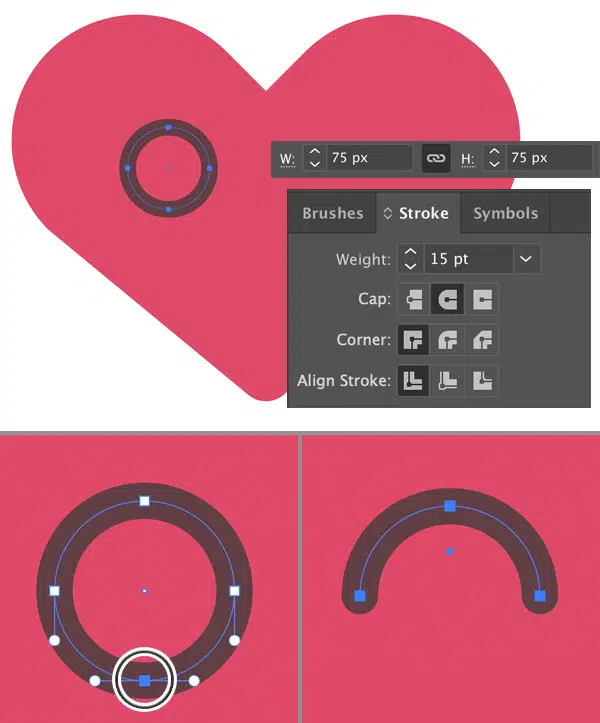 W: 75 px H: 75 px
Brushes Stroke Symbols
Weight: 15 pt
Cap:
Corner:
Align Stroke: